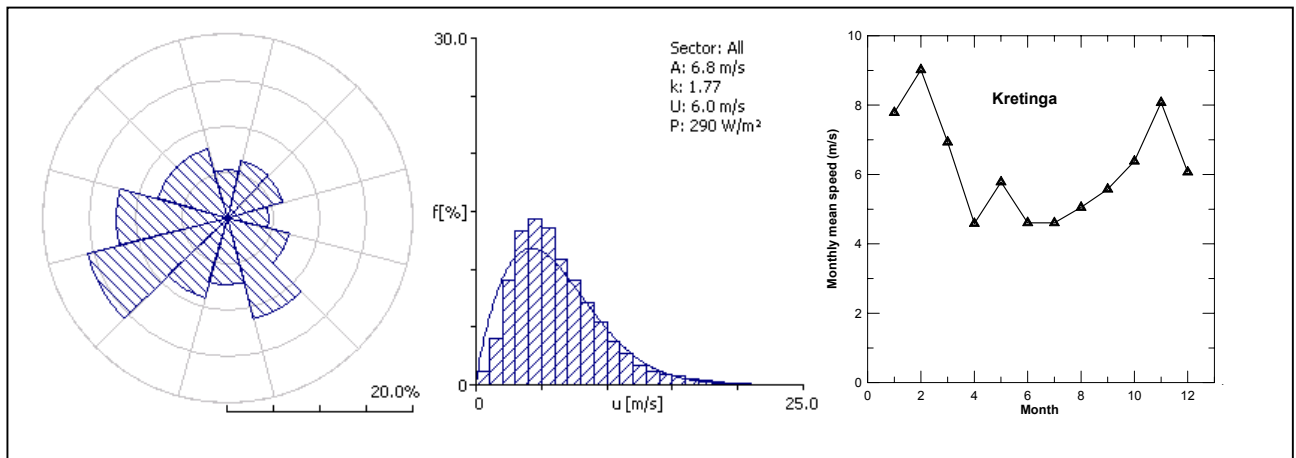 20.0%
30.0
f[%]
0
0
u [m/s]
25.0
Sector: All
A: 6.8 m/s
k: 1.77
U: 6.0 m/s
P: 290 W/m²
Kretinga
Monthly mean speed (m/s)
10
8
6
4
2
0
0 2 4 6 8 10 12
Month